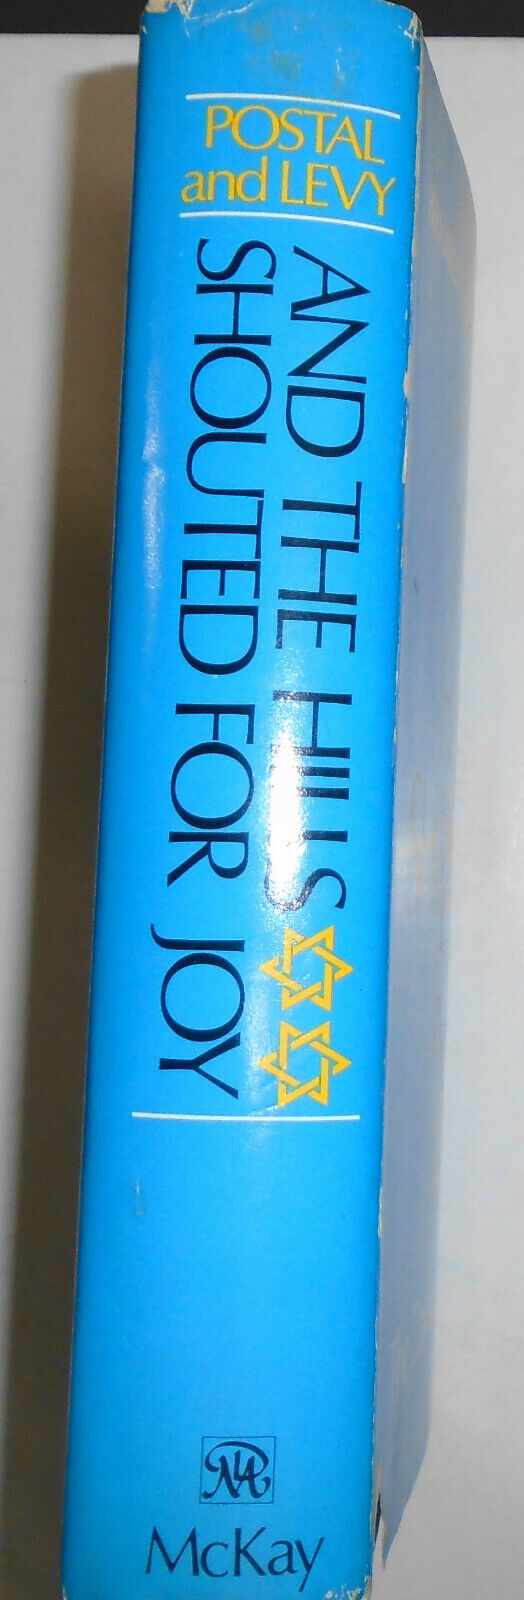 POSTAL
and LEVY
AND THE HILLS
SHOUTED FOR JOY
McKay